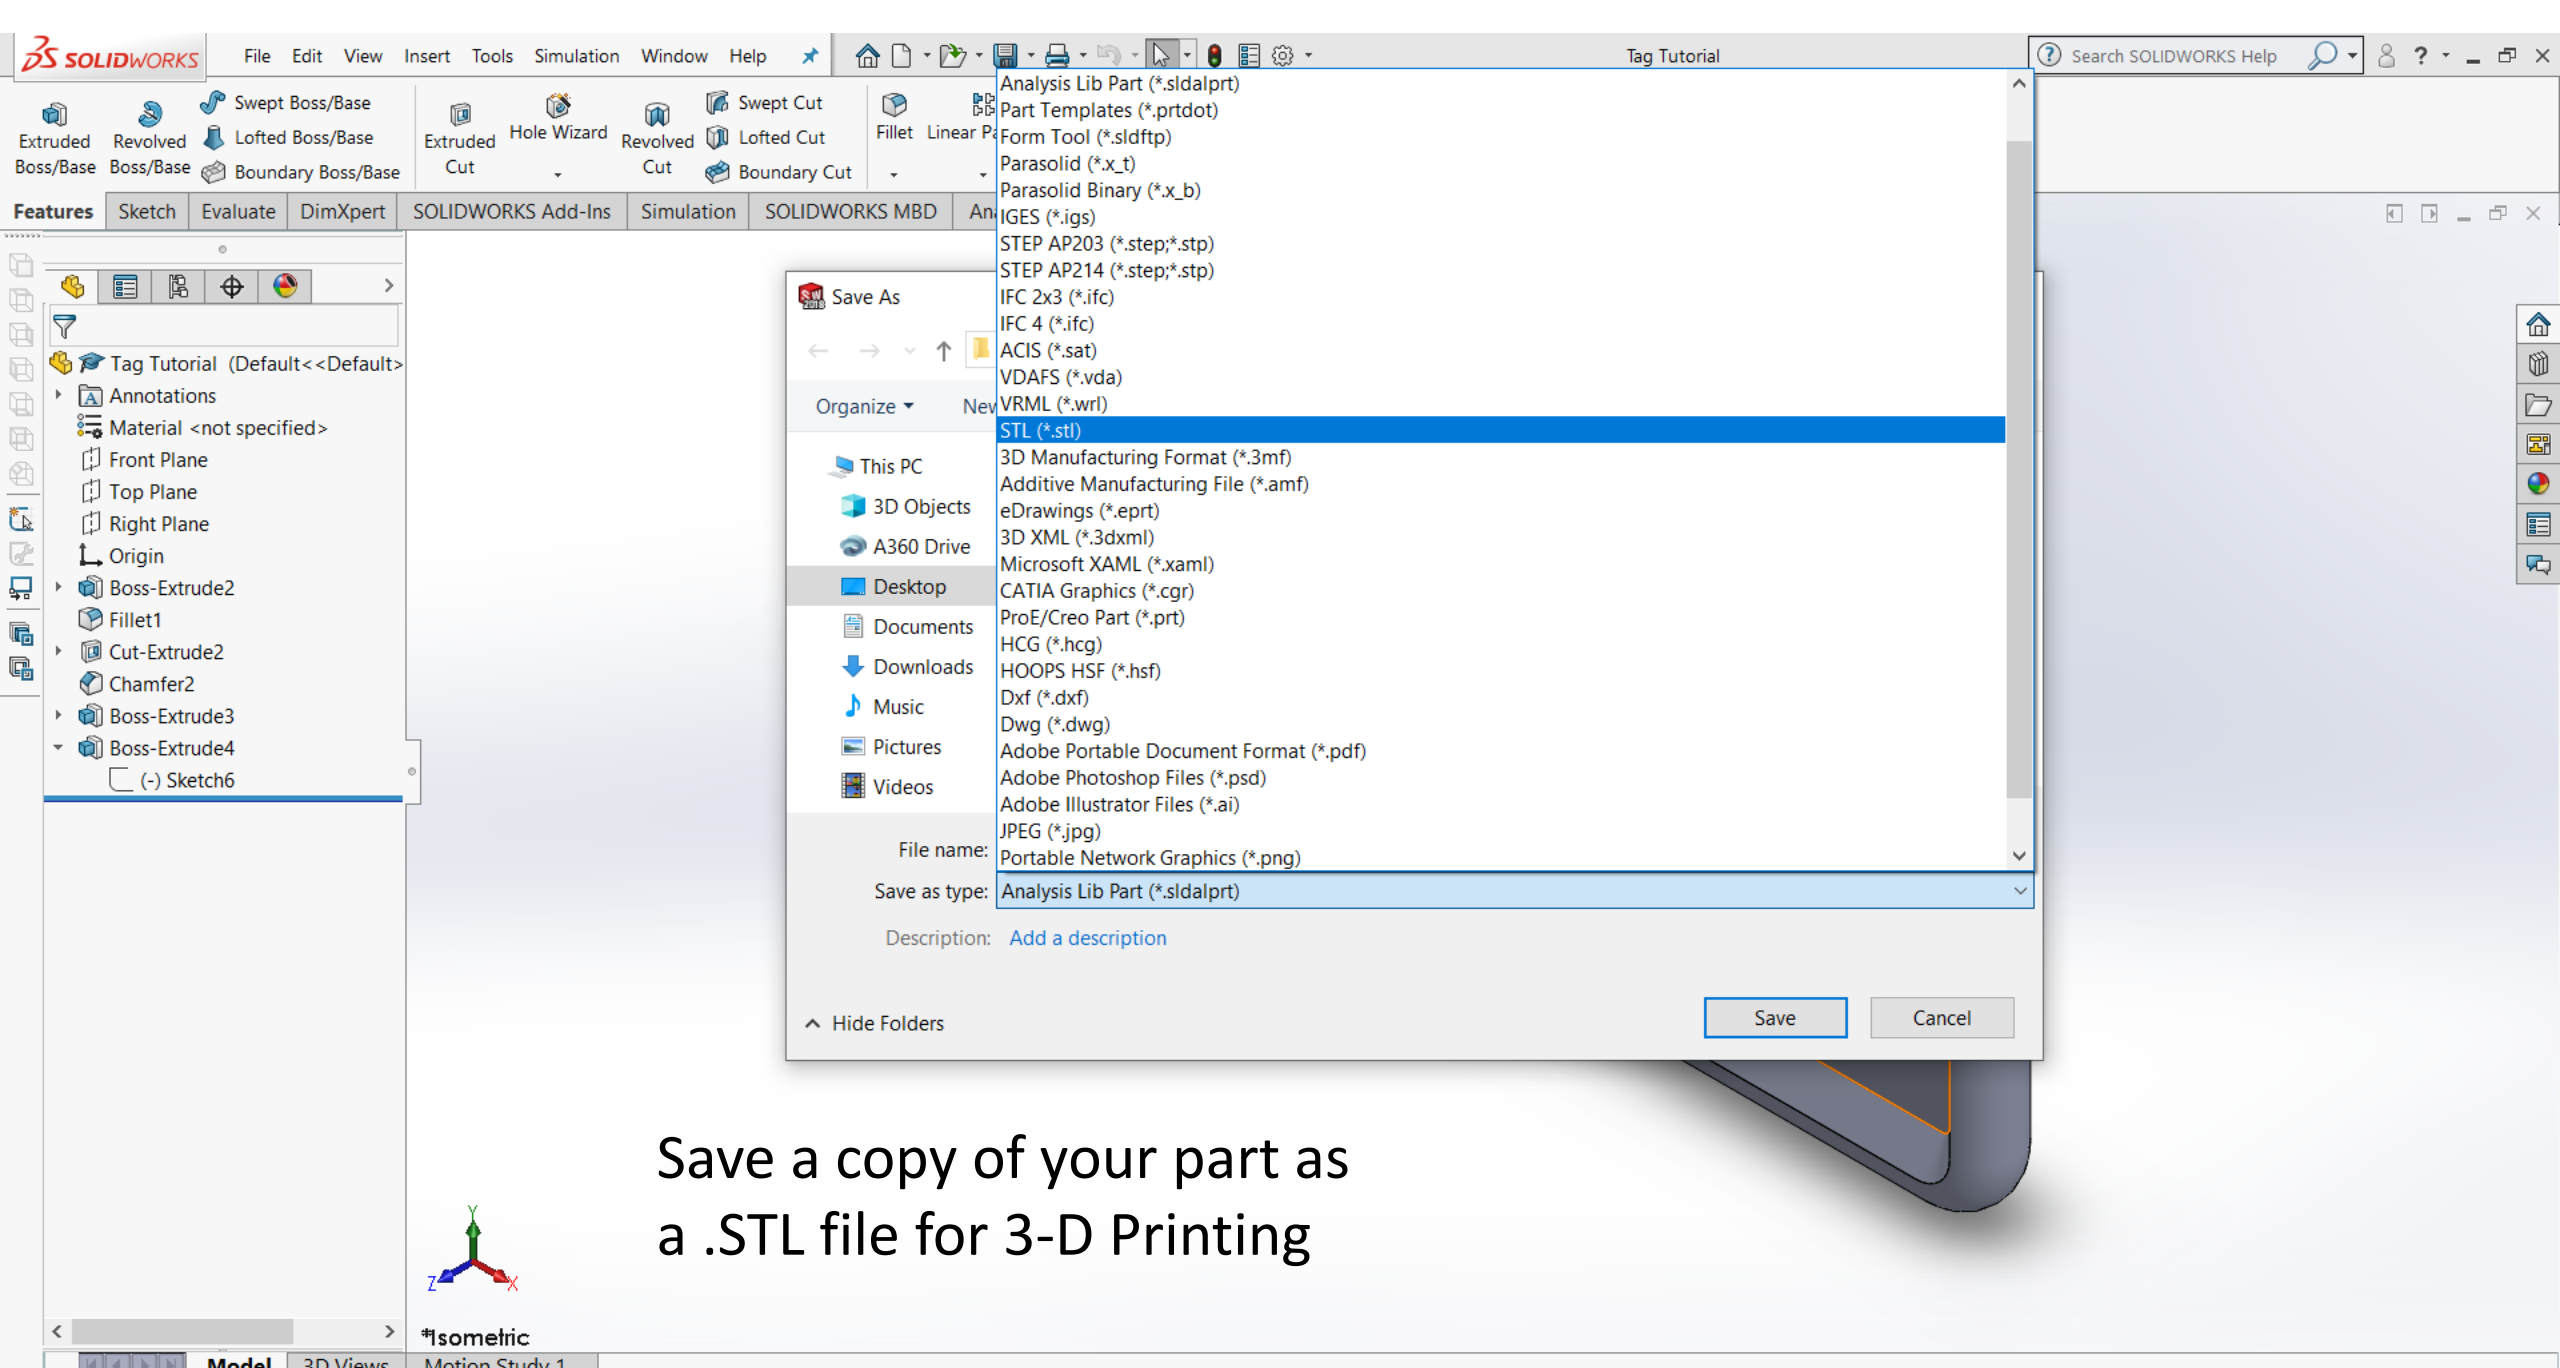 SOLIDWORKS File Edit View Insert Tools Simulation Window Help Tag Tutorial Search SOLIDWORKS Help ?
Extruded Boss/Base
Revolved Boss/Base
Swept Boss/Base
Lofted Boss/Base
Boundary Boss/Base
Extruded Cut
Hole Wizard
Revolved Cut
Swept Cut
Lofted Cut
Boundary Cut
Fillet
Linear Pa
Features Sketch Evaluate DimXpert SOLIDWORKS Add-Ins Simulation SOLIDWORKS MBD Ana
Tag Tutorial (Default<<Default>
Annotations
Material <not specified>
Front Plane
Top Plane
Right Plane
Origin
Boss-Extrude2
Fillet1
Cut-Extrude2
Chamfer2
Boss-Extrude3
Boss-Extrude4
(-) Sketch6
Save As
Organize New
This PC
3D Objects
A360 Drive
Desktop
Documents
Downloads
Music
Pictures
Videos
Analysis Lib Part (*.sldalprt)
Part Templates (*.prtdot)
Form Tool (*.sldftp)
Parasolid (*.x_t)
Parasolid Binary (*.x_b)
IGES (*.igs)
STEP AP203 (*.step;*.stp)
STEP AP214 (*.step;*.stp)
IFC 2x3 (*.ifc)
IFC 4 (*.ifc)
ACIS (*.sat)
VDAFS (*.vda)
VRML (*.wrl)
STL (*.stl)
3D Manufacturing Format (*.3mf)
Additive Manufacturing File (*.amf)
eDrawings (*.eprt)
3D XML (*.3dxml)
Microsoft XAML (*.xaml)
CATIA Graphics (*.cgr)
ProE/Creo Part (*.prt)
HCG (*.hcg)
HOOPS HSF (*.hsf)
Dxf (*.dxf)
Dwg (*.dwg)
Adobe Portable Document Format (*.pdf)
Adobe Photoshop Files (*.psd)
Adobe Illustrator Files (*.ai)
JPEG (*.jpg)
Portable Network Graphics (*.png)
File name:
Save as type: Analysis Lib Part (*.sldalprt)
Description: Add a description
Hide Folders Save Cancel
Save a copy of your part as
a .STL file for 3-D Printing
Y
Z X
*Isometric
Model 3D Views Motion Study 1